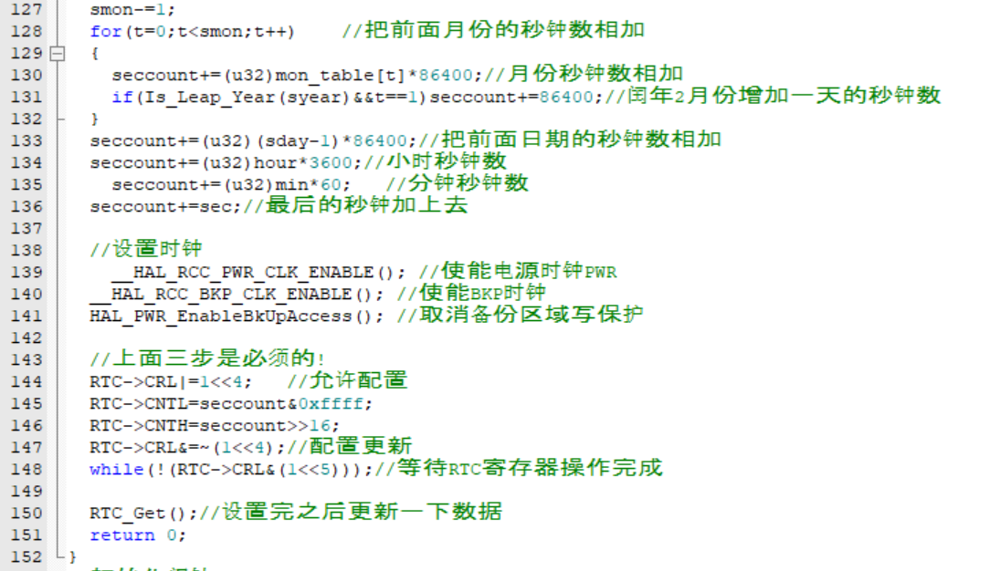 127 smon-=1;
128 for(t=0;t<smon;t++) //把前面月份的秒钟数相加
129 {
130 seccount+=(u32)mon_table[t]*86400;//月份秒钟数相加
131 if(Is_Leap_Year(syear)&&t==1)seccount+=86400;//闰年2月份增加一天的秒钟数
132 }
133 seccount+=(u32)(sday-1)*86400;//把前面日期的秒钟数相加
134 seccount+=(u32)hour*3600;//小时秒钟数
135 seccount+=(u32)min*60; //分钟秒钟数
136 seccount+=sec;//最后的秒钟加上去
137
138 //设置时钟
139 __HAL_RCC_PWR_CLK_ENABLE(); //使能电源时钟PWR
140 __HAL_RCC_BKP_CLK_ENABLE(); //使能BKP时钟
141 HAL_PWR_EnableBkUpAccess(); //取消备份区域写保护
142
143 //上面三步是必须的!
144 RTC->CRL|=1<<4; //允许配置
145 RTC->CNTL=seccount&0xffff;
146 RTC->CNTH=seccount>>16;
147 RTC->CRL&=~(1<<4);//配置更新
148 while(!(RTC->CRL&(1<<5)));//等待RTC寄存器操作完成
149
150 RTC_Get();//设置完之后更新一下数据
151 return 0;
152 }